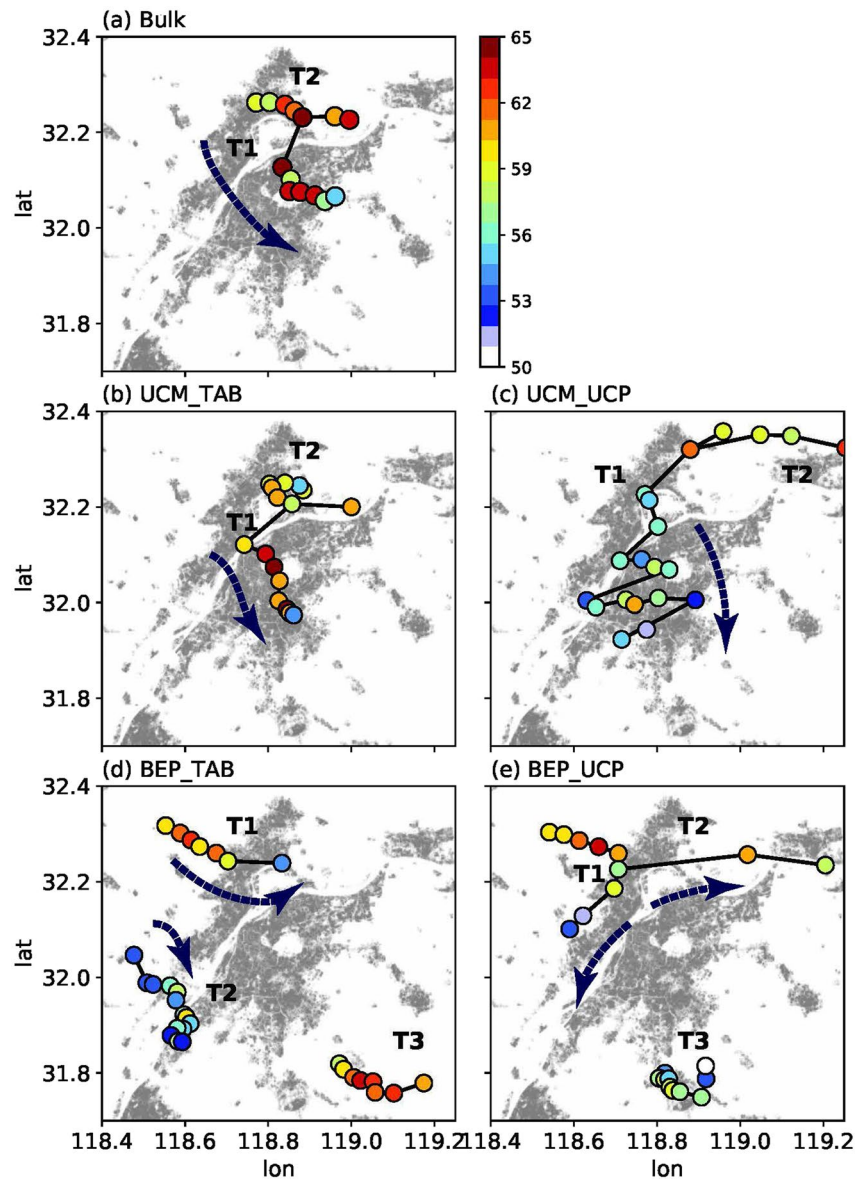 (a) Bulk
32.4
32.2
32.0
31.8
lat
T2
T1
65
62
59
56
53
50
(b) UCM_TAB
32.4
32.2
32.0
31.8
lat
T2
T1
(c) UCM_UCP
T1
T2
(d) BEP_TAB
32.4
32.2
32.0
31.8
lat
T1
T2
T3
118.4 118.6 118.8 119.0 119.2
lon
(e) BEP_UCP
T2
T1
T3
118.4 118.6 118.8 119.0 119.2
lon